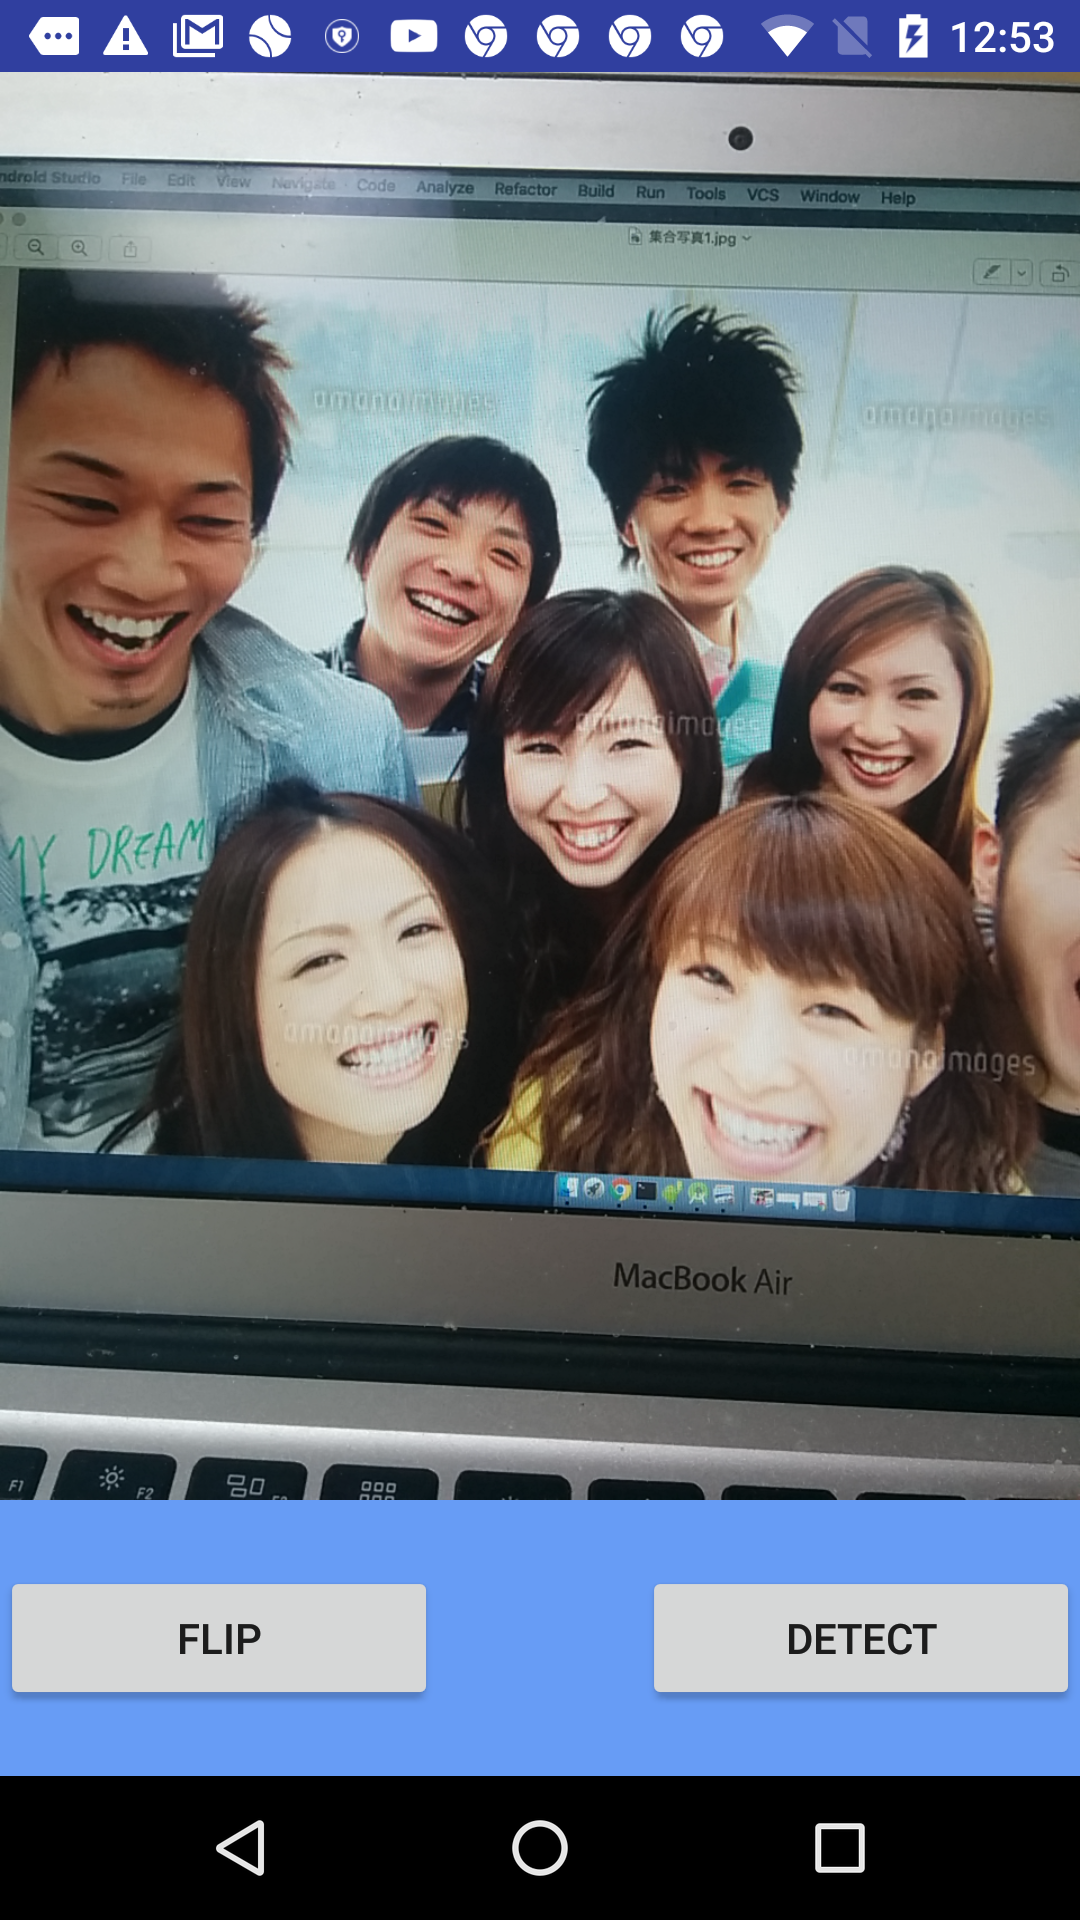 12:53
ndroid Studio File Edit View Navigate Code Analyze Refactor Build Run Tools VCS Window Help
集合写真1.jpg
amanaimages amanaimages
amanaimages
MY DREAM
amanaimages amanaimages
MacBook Air
F1 F2
FLIP DETECT